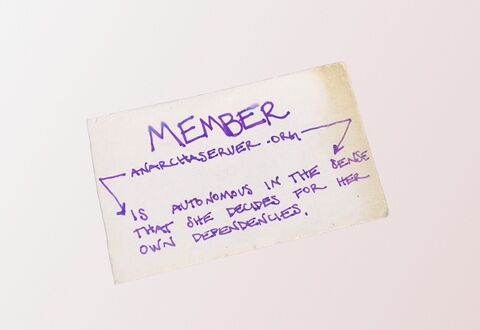 MEMBER
ANARCHASERVER.ORG
IS AUTONOMOUS IN THE SENSE
THAT SHE DECIDES FOR HER
OWN DEPENDENCIES.